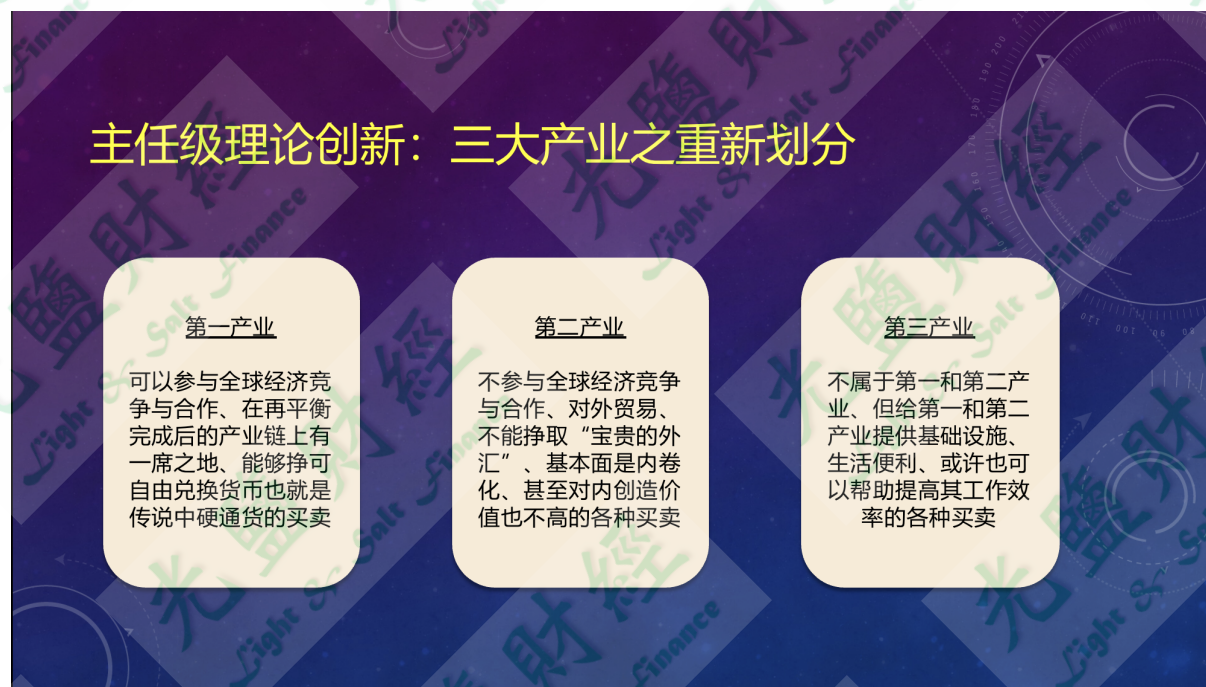 主任级理论创新：三大产业之重新划分
第一产业
可以参与全球经济竞
争与合作、在再平衡
完成后的产业链上有
一席之地、能够挣可
自由兑换货币也就是
传说中硬通货的买卖
第二产业
不参与全球经济竞争
与合作、对外贸易、
不能挣取“宝贵的外
汇”、基本面是内卷
化、甚至对内创造价
值也不高的各种买卖
第三产业
不属于第一和第二产
业、但给第一和第二
产业提供基础设施、
生活便利、或许也可
以帮助提高其工作效
率的各种买卖
光鹽財經
Light & Salt Finance